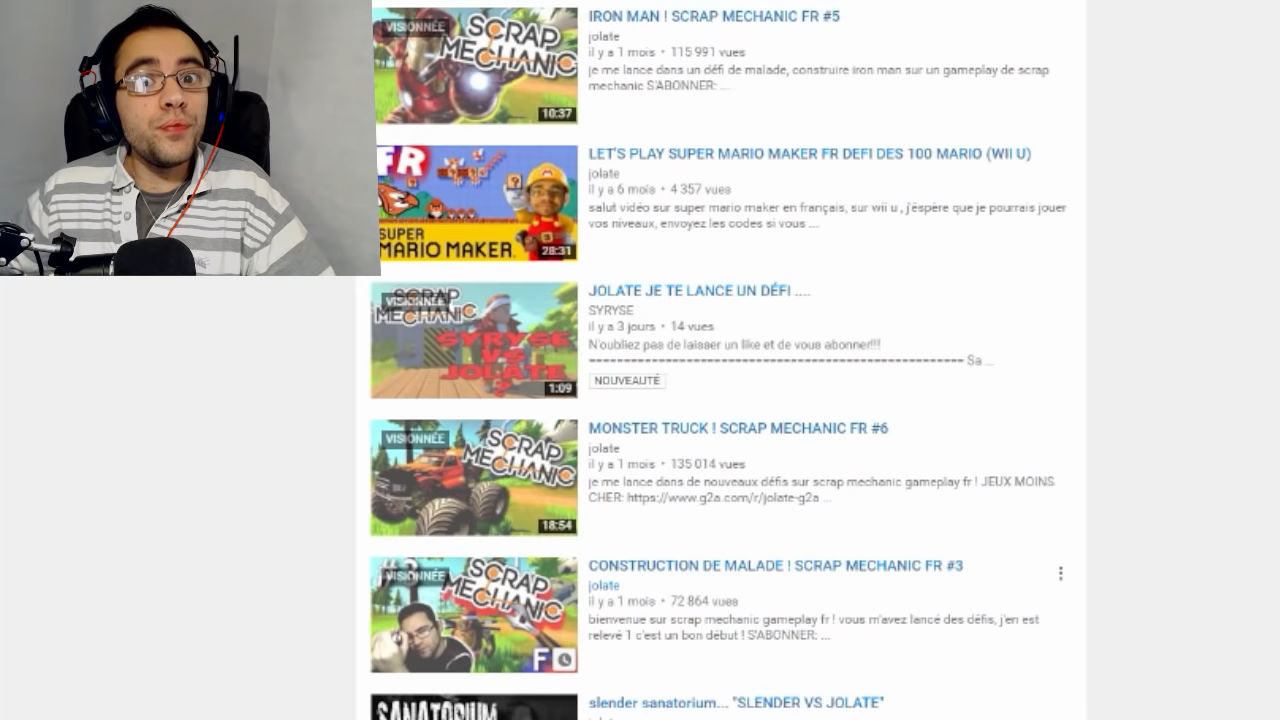 VISIONNÉE
SCRAP
MECHANIC
10:37
IRON MAN ! SCRAP MECHANIC FR #5
jolate
il y a 1 mois • 115 991 vues
je me lance dans un défi de malade, construire iron man sur un gameplay de scrap
mechanic S'ABONNER: ...
FR
SUPER
MARIO MAKER.
28:31
LET'S PLAY SUPER MARIO MAKER FR DEFI DES 100 MARIO (WII U)
jolate
il y a 6 mois • 4 357 vues
salut vidéo sur super mario maker en français, sur wii u , j'éspère que je pourrais jouer
vos niveaux, envoyez les codes si vous ...
VISIONNÉE
SCRAP
MECHANIC
SYRYSE
VS
JOLATE
?
1:09
JOLATE JE TE LANCE UN DÉFI ....
SYRYSE
il y a 3 jours • 14 vues
N'oubliez pas de laisser un like et de vous abonner!!!
Sa ...
NOUVEAUTÉ
VISIONNÉE
SCRAP
MECHANIC
18:54
MONSTER TRUCK ! SCRAP MECHANIC FR #6
jolate
il y a 1 mois • 135 014 vues
je me lance dans de nouveaux défis sur scrap mechanic gameplay fr ! JEUX MOINS
CHER: https://www.g2a.com/r/jolate-g2a ...
#3
VISIONNÉE
SCRAP
MECHANIC
F
CONSTRUCTION DE MALADE ! SCRAP MECHANIC FR #3
jolate
il y a 1 mois • 72 864 vues
bienvenue sur scrap mechanic gameplay fr ! vous m'avez lancé des défis, j'en est
relevé 1 c'est un bon début ! S'ABONNER: ...
SANATORIUM
slender sanatorium... "SLENDER VS JOLATE"